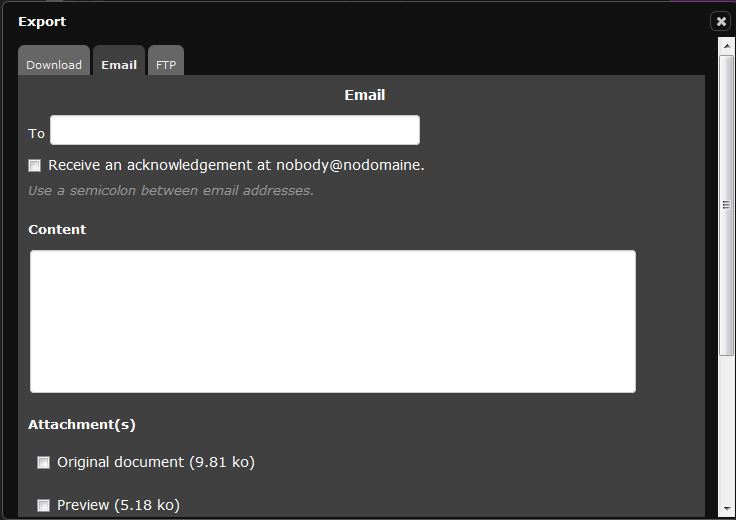 Export
Download Email FTP
Email
To
Receive an acknowledgement at nobody@nodomaine.
Use a semicolon between email addresses.
Content
Attachment(s)
Original document (9.81 ko)
Preview (5.18 ko)